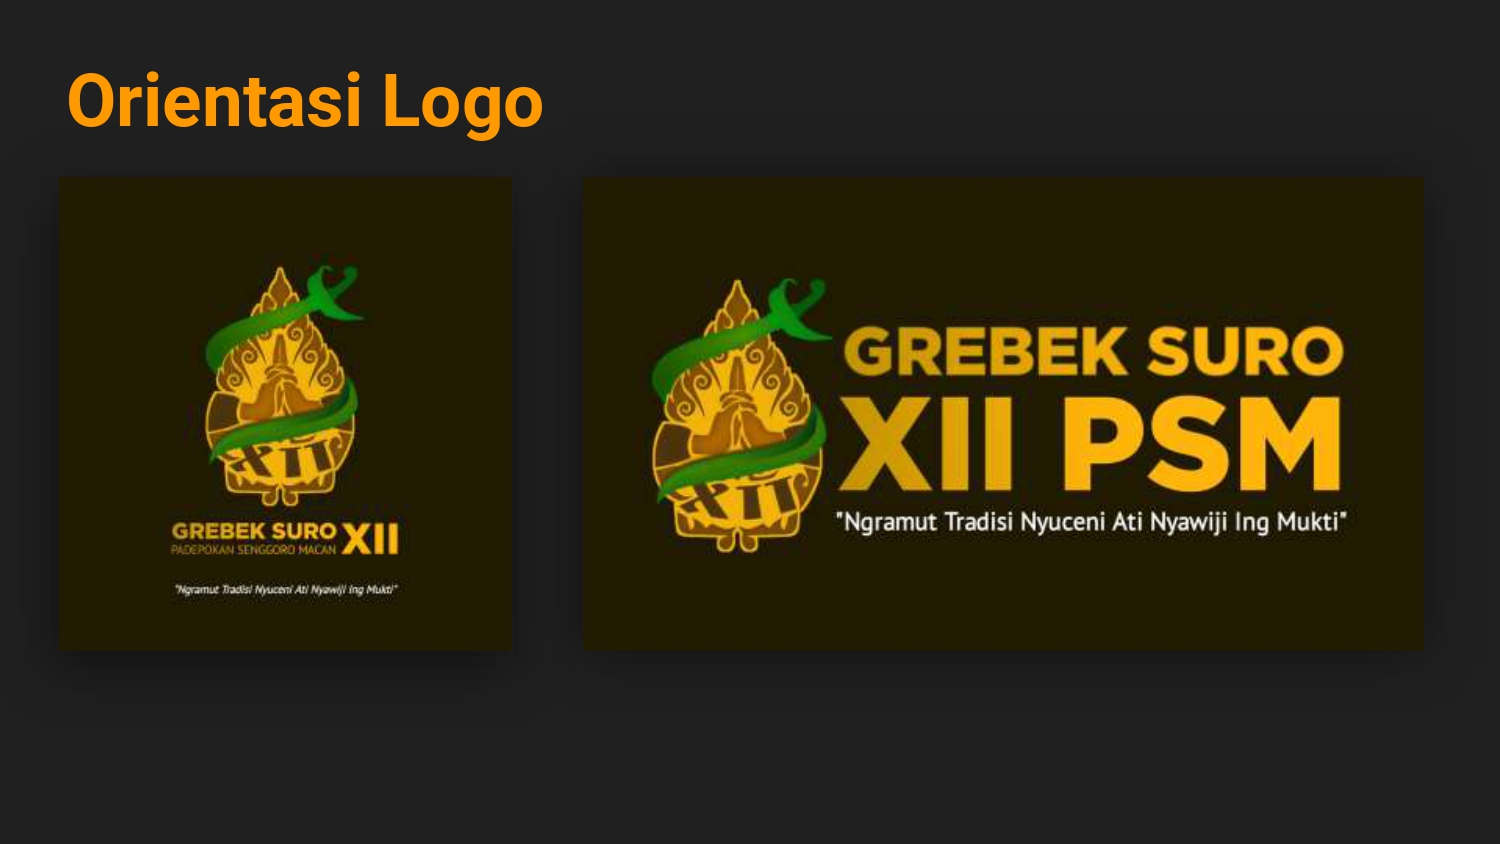 Orientasi Logo
XII
GREBEK SURO XII
PADEPOKAN SENGGORO MACAN
"Ngramut Tradisi Nyuceni Ati Nyawiji Ing Mukti"
XII
GREBEK SURO
XII PSM
"Ngramut Tradisi Nyuceni Ati Nyawiji Ing Mukti"